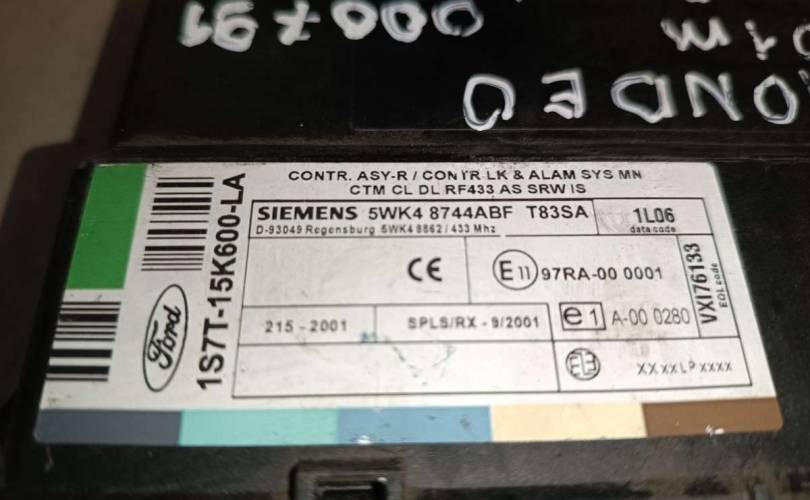 CONTR. ASY-R / CONTR LK & ALAM SYS MN
CTM CL DL RF433 AS SRW IS
SIEMENS 5WK4 8744ABF T83SA
D-93049 Regensburg 5WK4 8862 / 433 Mhz
1L06
data code
CE
E11 97RA-00 0001
215 - 2001
SPLS/RX - 9/2001
e1 A-00 0280
VXI76133
EOL code
XXXXLPXXXX
Ford
1S7T-15K600-LA
ONDEO